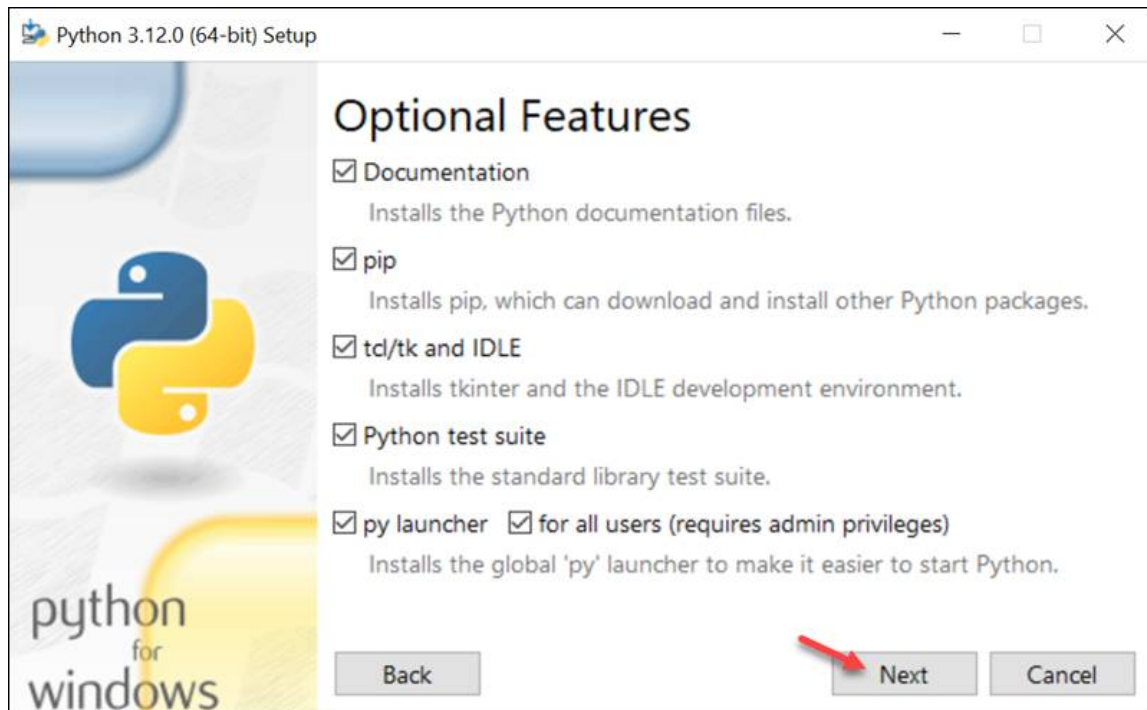 Python 3.12.0 (64-bit) Setup
Optional Features
Documentation
Installs the Python documentation files.
pip
Installs pip, which can download and install other Python packages.
tcl/tk and IDLE
Installs tkinter and the IDLE development environment.
Python test suite
Installs the standard library test suite.
py launcher for all users (requires admin privileges)
Installs the global 'py' launcher to make it easier to start Python.
python
for
windows
Back Next Cancel